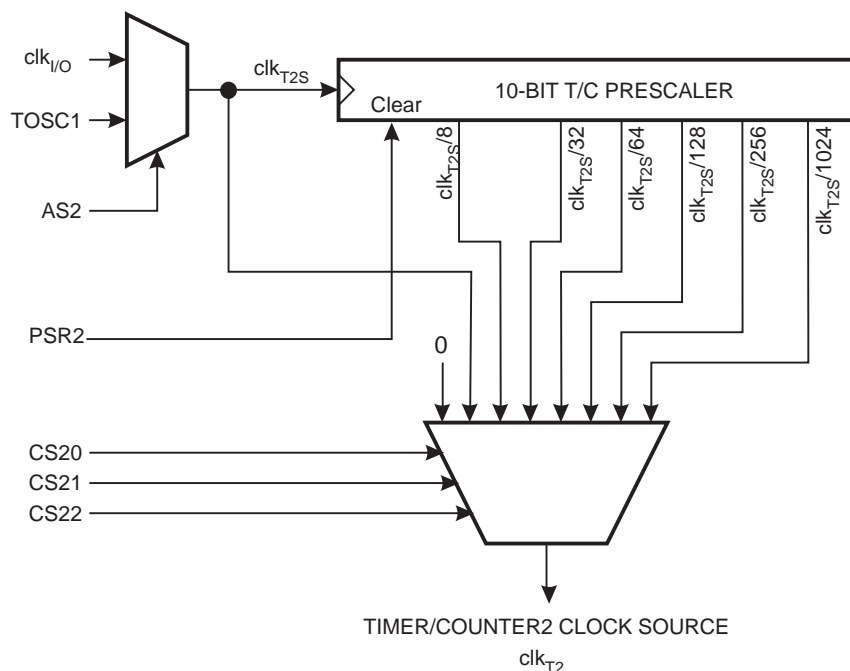 clkI/O
clkT2S
10-BIT T/C PRESCALER
TOSC1
Clear
clkT2S/8
clkT2S/32
clkT2S/64
clkT2S/128
clkT2S/256
clkT2S/1024
AS2
PSR2
0
CS20
CS21
CS22
TIMER/COUNTER2 CLOCK SOURCE
clkT2